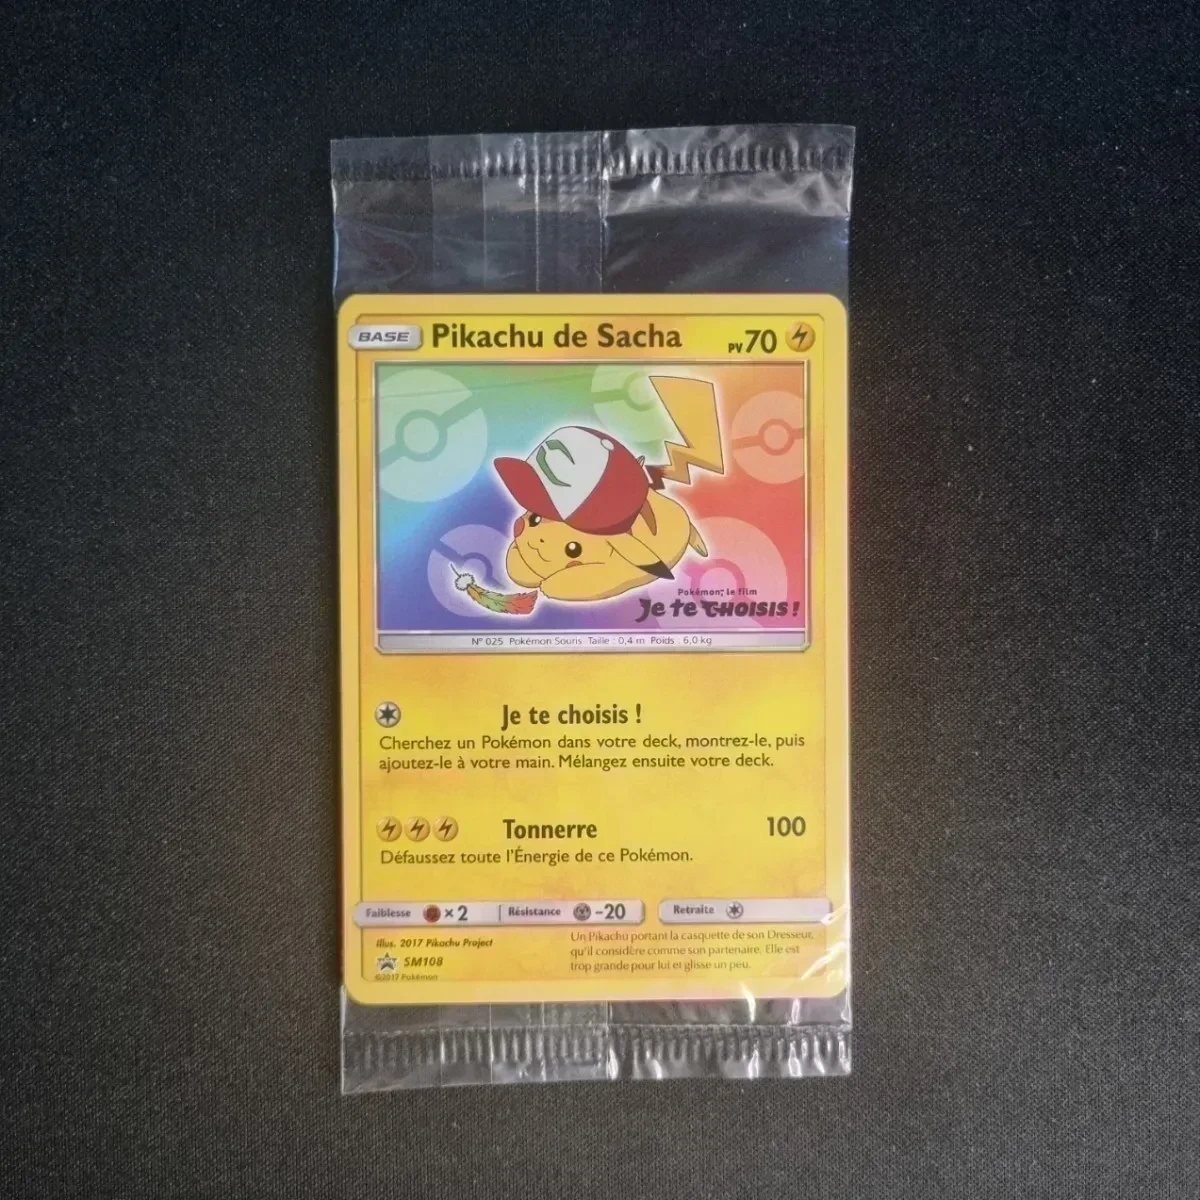 BASE Pikachu de Sacha PV 70
Pokémon, le film
Je te CHOISIS !
N° 025 Pokémon Souris Taille : 0,4 m Poids : 6,0 kg
Je te choisis !
Cherchez un Pokémon dans votre deck, montrez-le, puis
ajoutez-le à votre main. Mélangez ensuite votre deck.
Tonnerre 100
Défaussez toute l'Énergie de ce Pokémon.
Faiblesse ×2 Résistance -20 Retraite
Illus. 2017 Pikachu Project
SM108
©2017 Pokémon
Un Pikachu portant la casquette de son Dresseur,
qu'il considère comme son partenaire. Elle est
trop grande pour lui et glisse un peu.